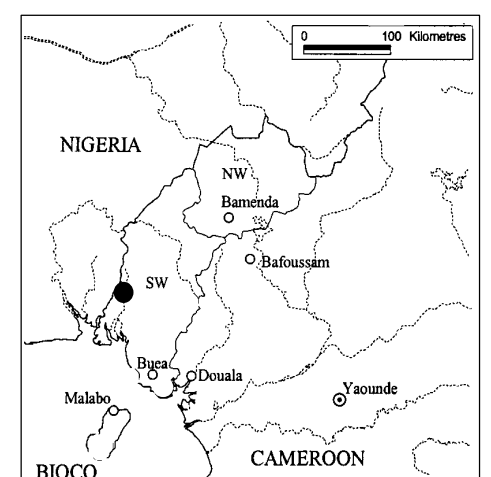 0 100 Kilometres
NIGERIA
NW
Bamenda
Bafoussam
SW
Buea
Douala
Malabo
Yaounde
CAMEROON
BIOCO